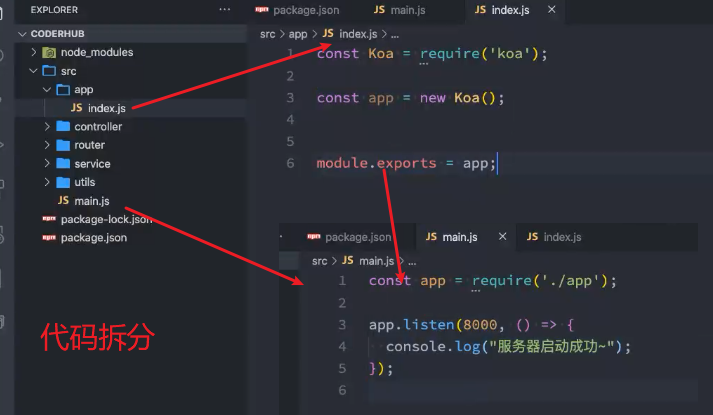 EXPLORER
...
CODERHUB
node_modules
src
app
JS index.js
controller
router
service
utils
JS main.js
package-lock.json
package.json
代码拆分
package.json
JS main.js
JS index.js
src > app > JS index.js > ...
1 const Koa = require('koa');
2
3 const app = new Koa();
6 module.exports = app;
package.json
JS main.js
JS index.js
src > JS main.js > ...
1 const app = require('./app');
2
3 app.listen(8000, () => {
4 console.log("服务器启动成功~");
5 });
6